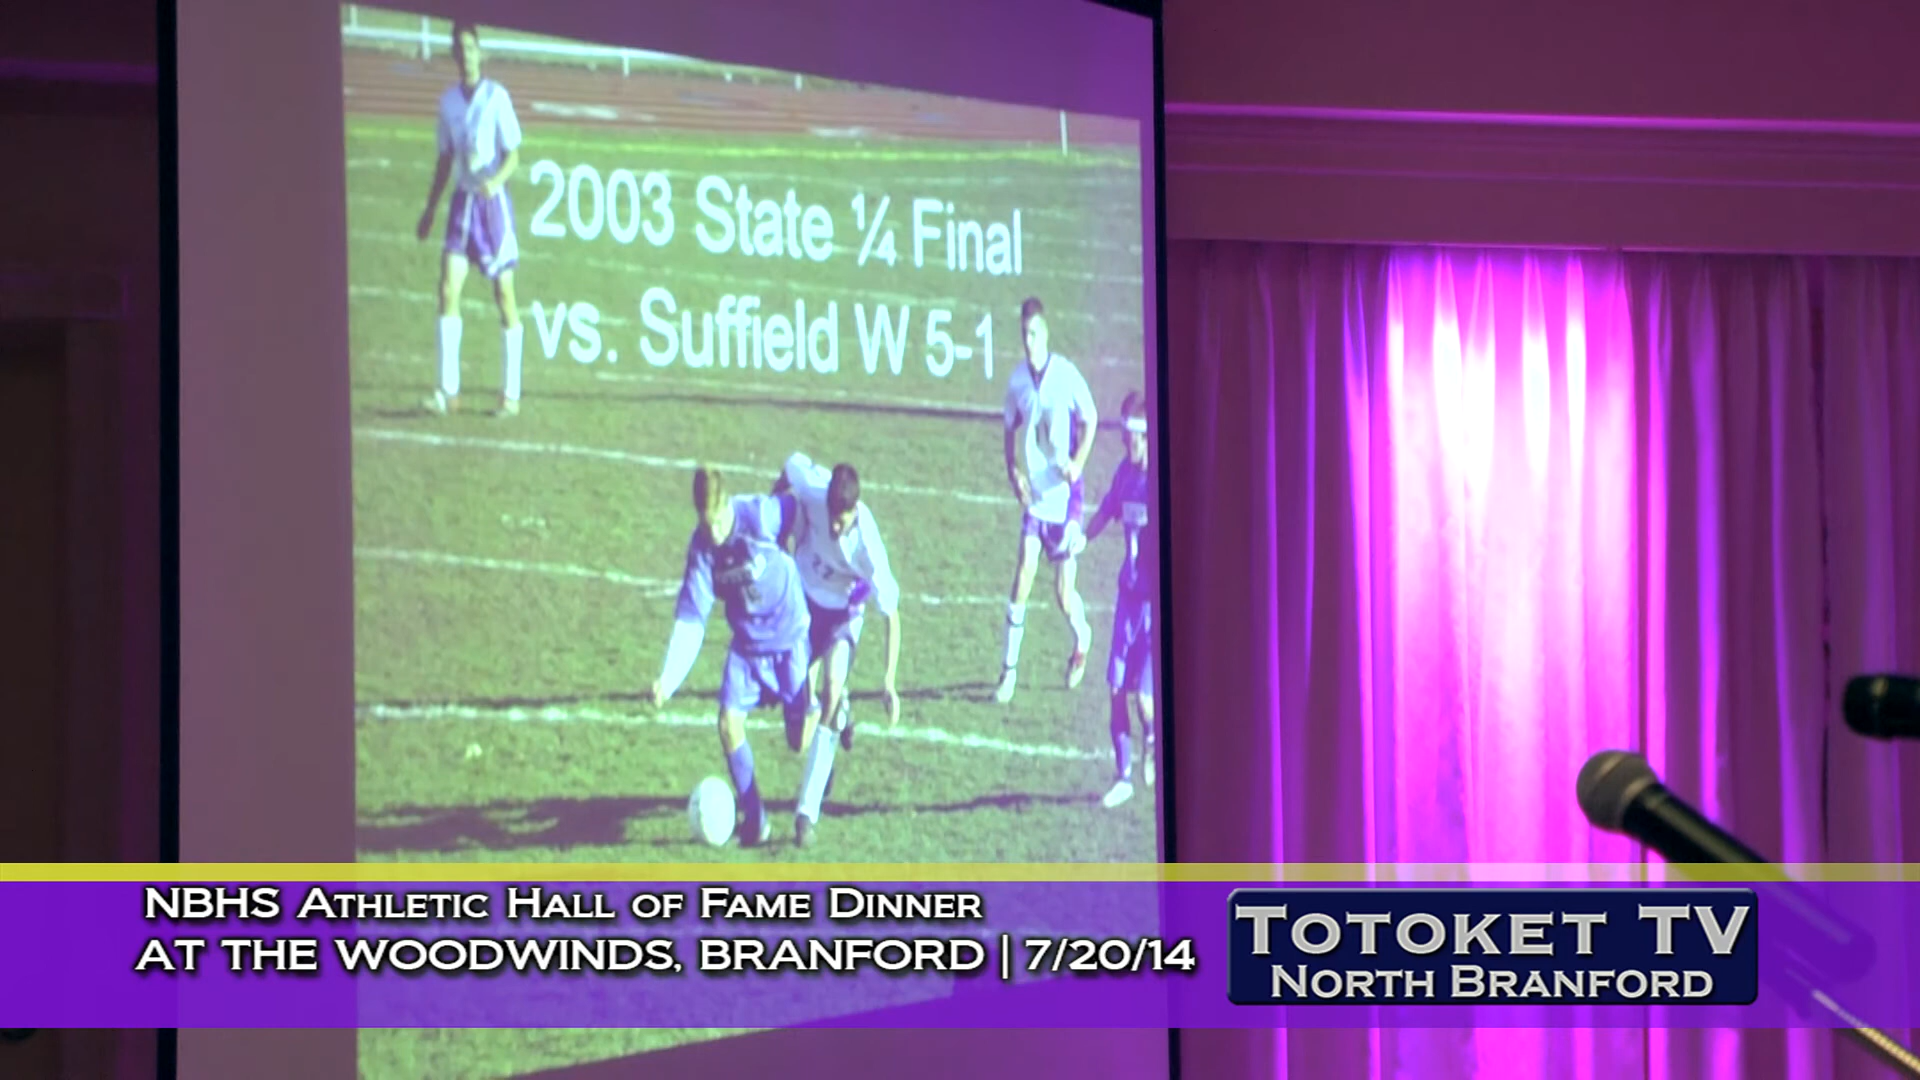 2003 State ¼ Final
vs. Suffield W 5-1
NBHS Athletic Hall of Fame Dinner
AT THE WOODWINDS, BRANFORD | 7/20/14
TOTOKET TV
NORTH BRANFORD